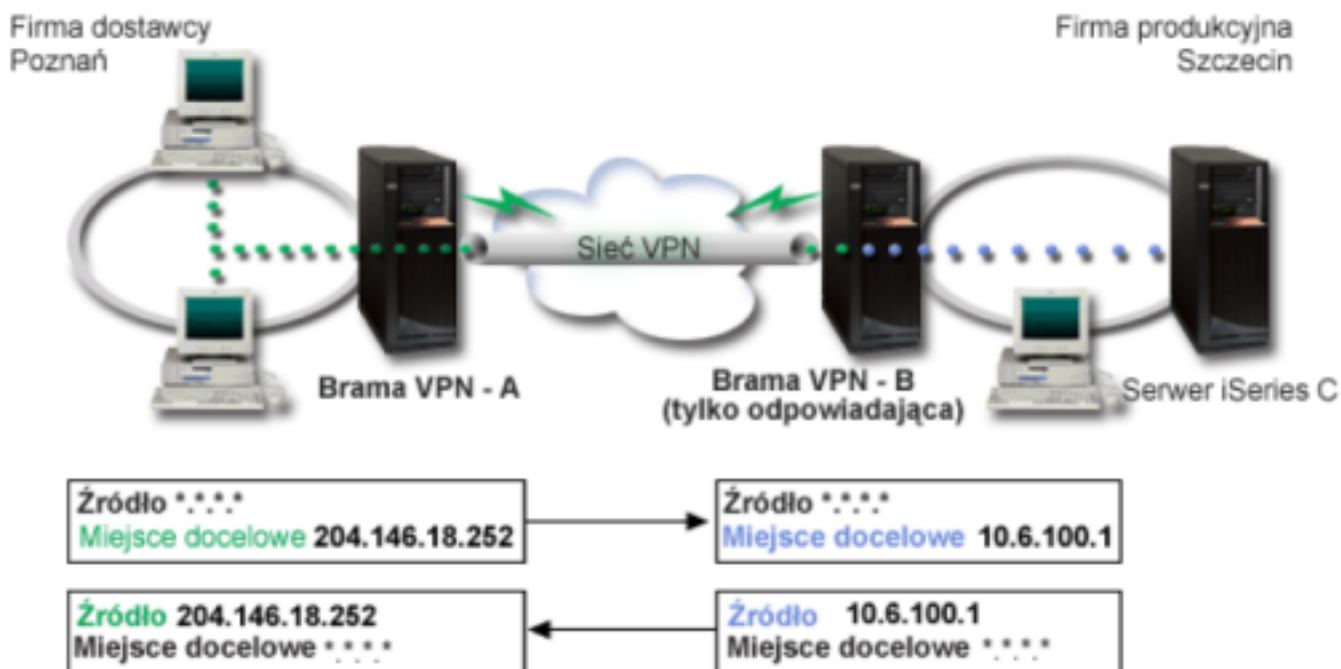 Firma dostawcy
Poznań
Firma produkcyjna
Szczecin
Sieć VPN
Brama VPN - A
Brama VPN - B
(tylko odpowiadająca)
Serwer iSeries C
Źródło *.*.*.*
Miejsce docelowe 204.146.18.252
Źródło *.*.*.*
Miejsce docelowe 10.6.100.1
Źródło 204.146.18.252
Miejsce docelowe *.*.*.*
Źródło 10.6.100.1
Miejsce docelowe *.*.*.*